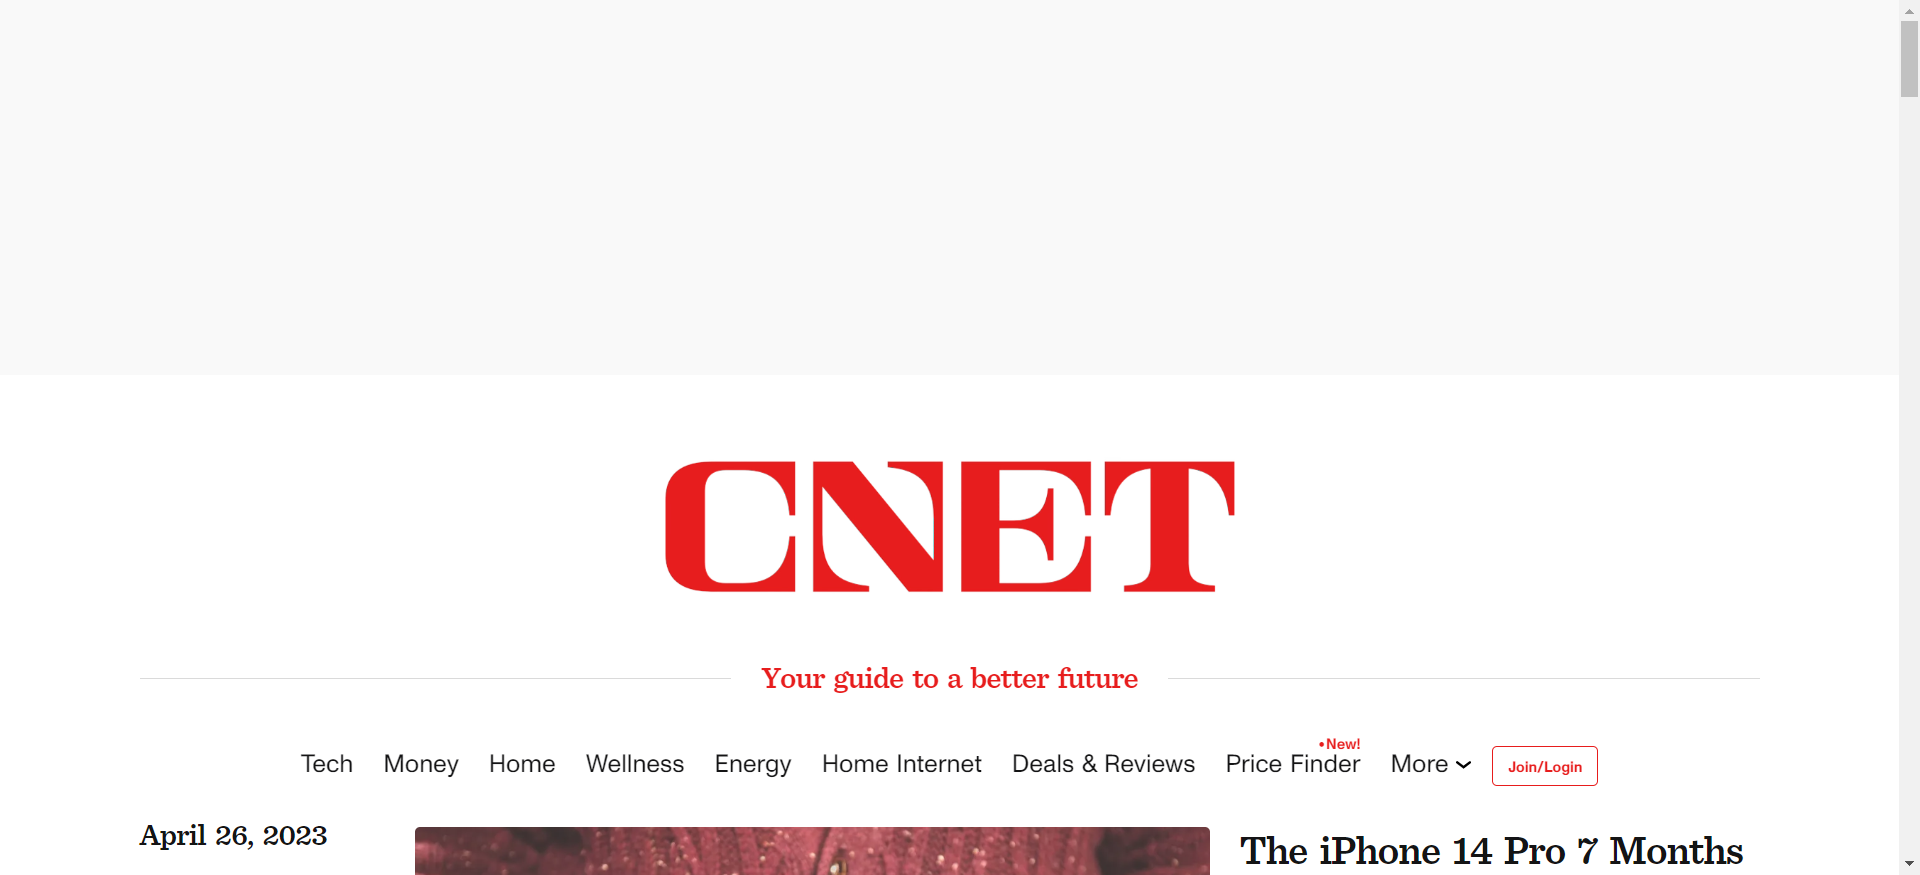 CNET
Your guide to a better future
Tech Money Home Wellness Energy Home Internet Deals & Reviews Price Finder •New! More Join/Login
April 26, 2023
The iPhone 14 Pro 7 Months